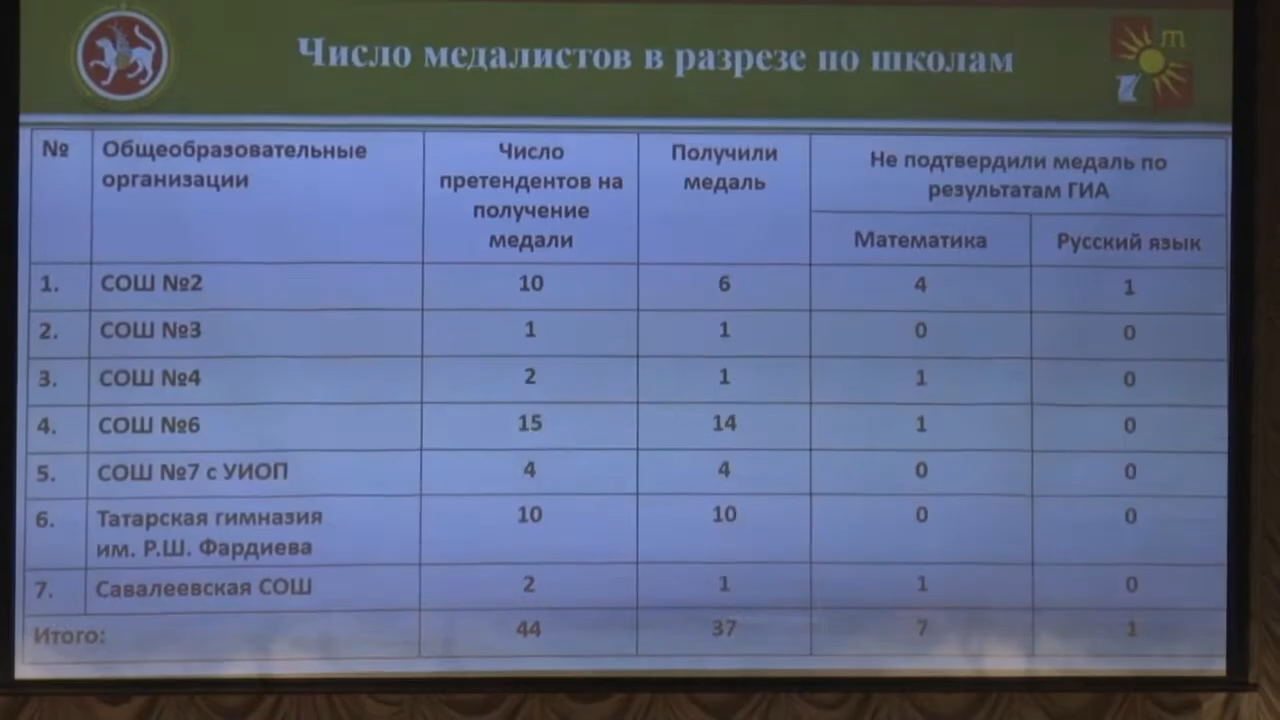 Число медалистов в разрезе по школам
№ Общеобразовательные организации Число претендентов на получение медали Получили медаль Не подтвердили медаль по результатам ГИА
Математика Русский язык
1. СОШ №2 10 6 4 1
2. СОШ №3 1 1 0 0
3. СОШ №4 2 1 1 0
4. СОШ №6 15 14 1 0
5. СОШ №7 с УИОП 4 4 0 0
6. Татарская гимназия им. Р.Ш. Фардиева 10 10 0 0
7. Савалеевская СОШ 2 1 1 0
Итого: 44 37 7 1